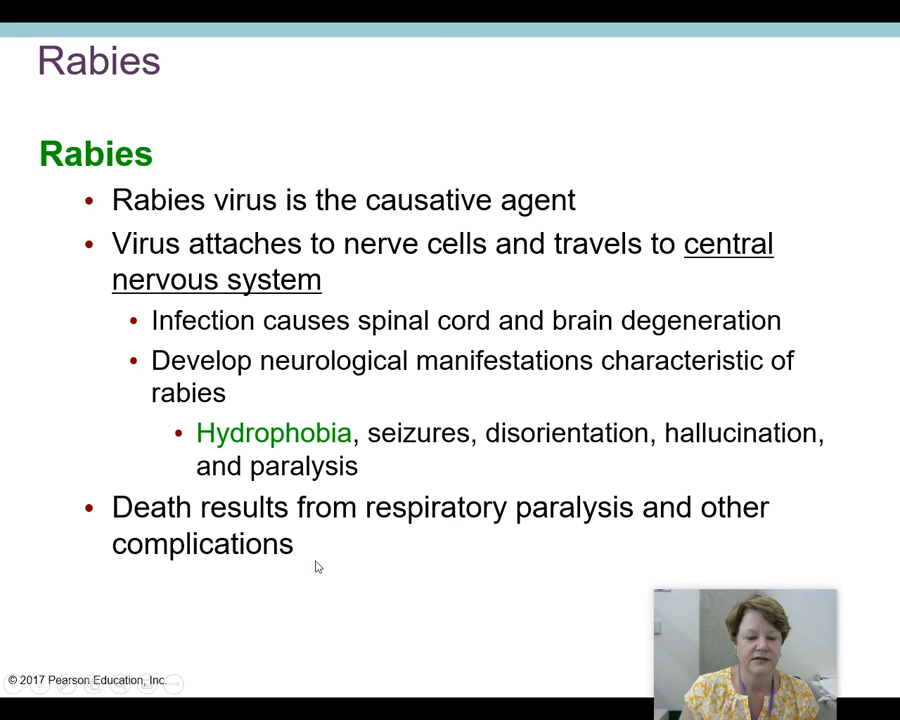 Rabies
Rabies
• Rabies virus is the causative agent
• Virus attaches to nerve cells and travels to central
nervous system
• Infection causes spinal cord and brain degeneration
• Develop neurological manifestations characteristic of
rabies
• Hydrophobia, seizures, disorientation, hallucination,
and paralysis
• Death results from respiratory paralysis and other
complications
© 2017 Pearson Education, Inc.